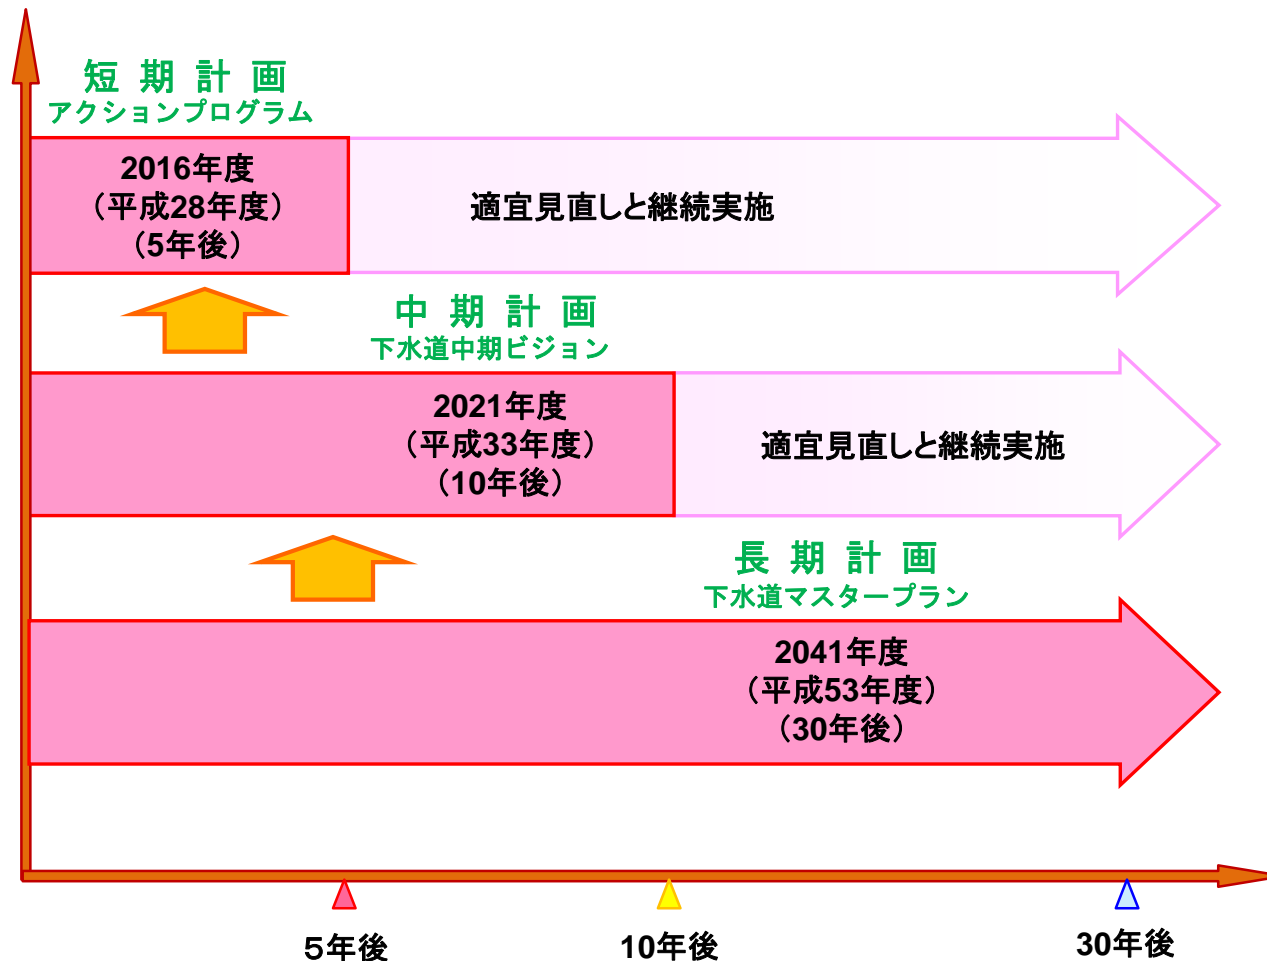 短期計画
アクションプログラム
2016年度
（平成28年度）
（5年後）
適宜見直しと継続実施
中期計画
下水道中期ビジョン
2021年度
（平成33年度）
（10年後）
適宜見直しと継続実施
長期計画
下水道マスタープラン
2041年度
（平成53年度）
（30年後）
５年後
10年後
30年後